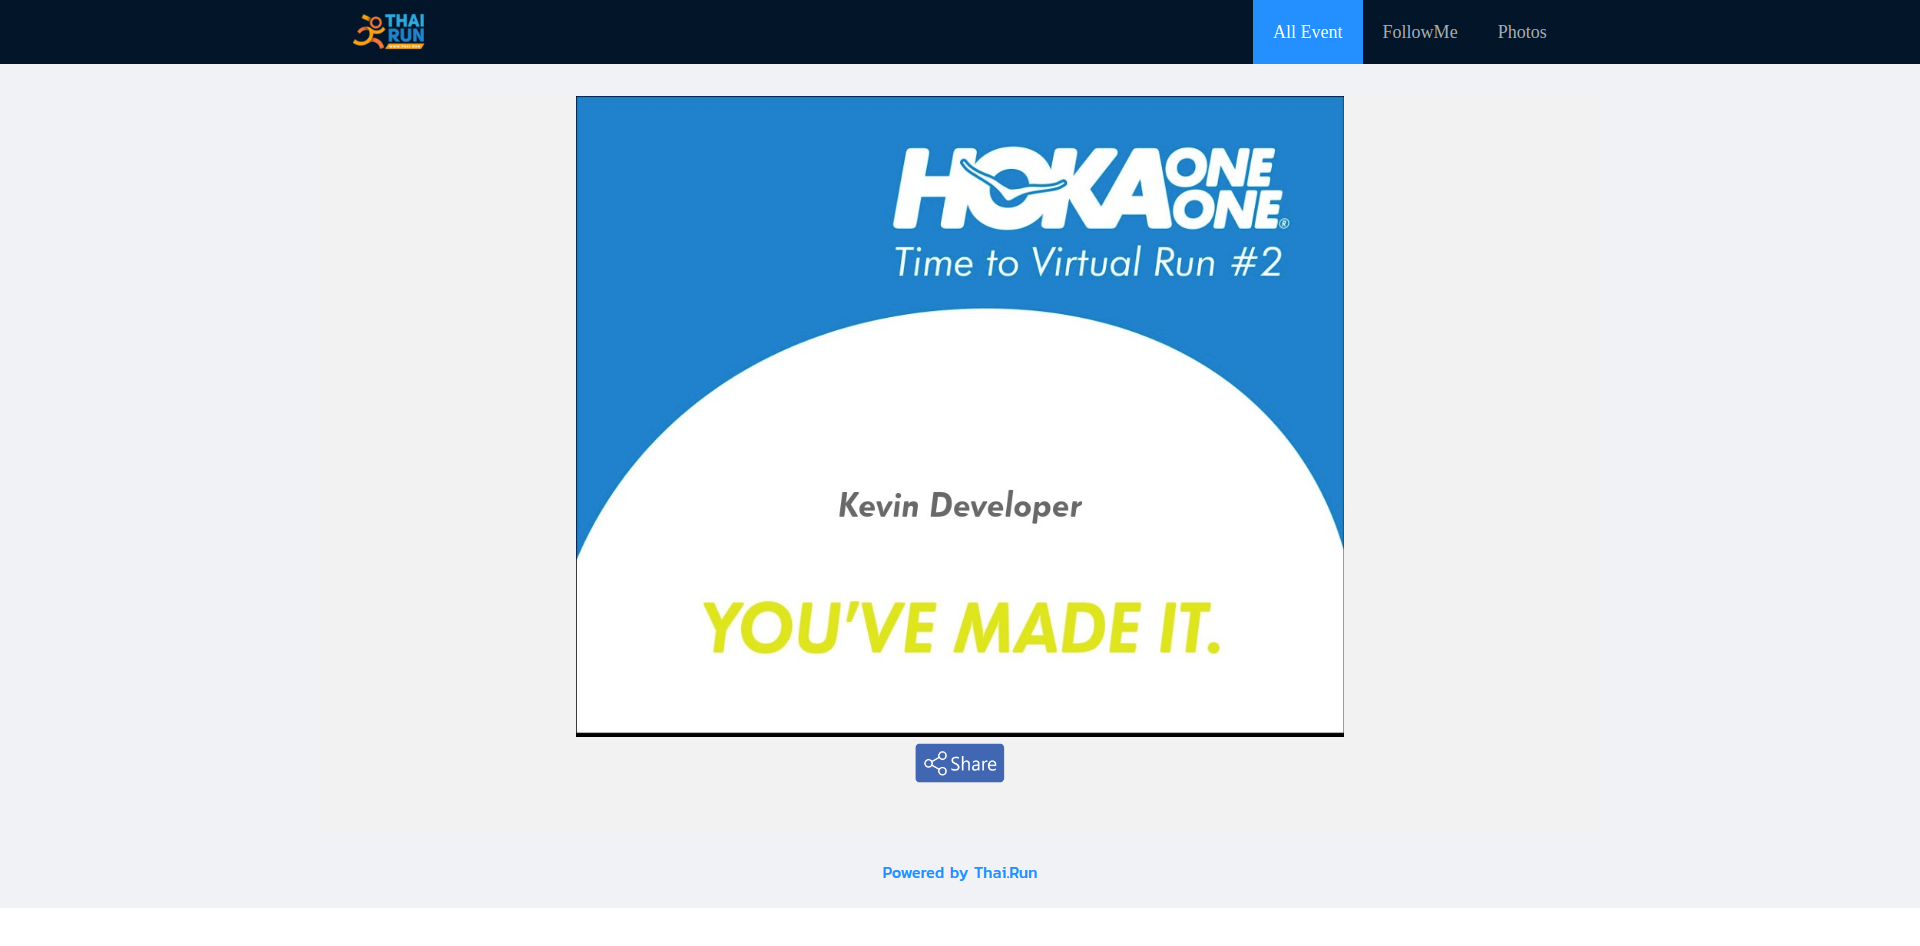 THAI
RUN
All Event
FollowMe
Photos
HOKA ONE ONE®
Time to Virtual Run #2
Kevin Developer
YOU'VE MADE IT.
Share
Powered by Thai.Run